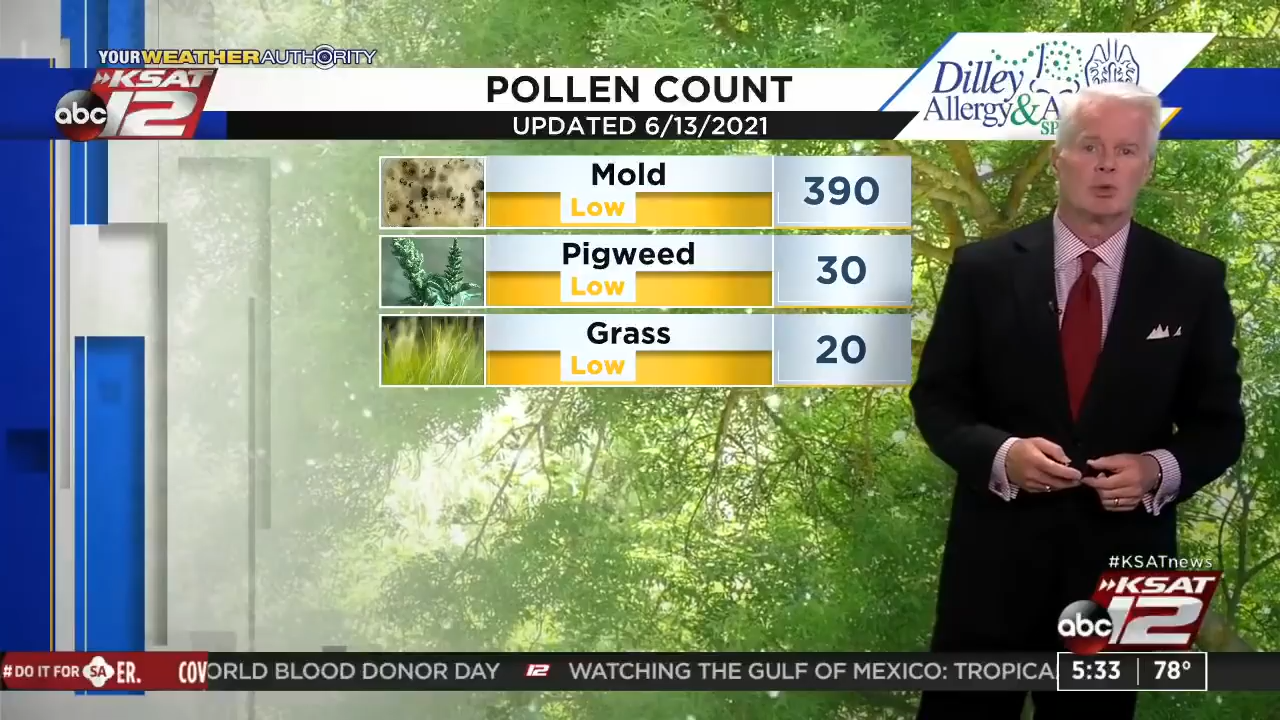 YOUR WEATHER AUTHORITY
KSAT
abc 12
POLLEN COUNT
UPDATED 6/13/2021
Dilley
Allergy &
Mold
Low
390
Pigweed
Low
30
Grass
Low
20
#KSATnews
KSAT
abc 12
# DO IT FOR SA ER.
COV
ORLD BLOOD DONOR DAY 12 WATCHING THE GULF OF MEXICO: TROPICA
5:33 78°